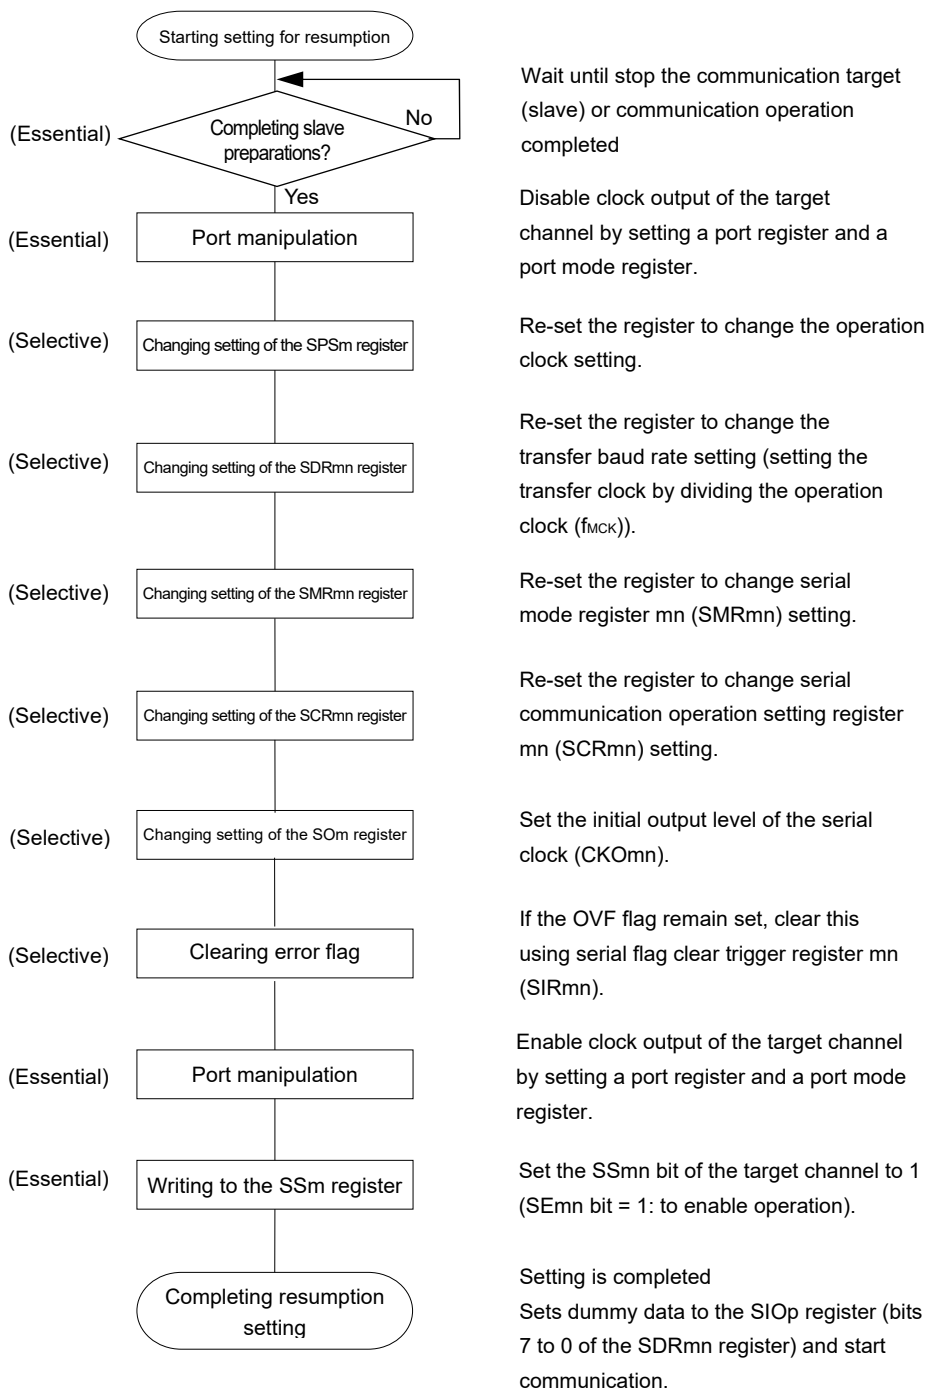 Starting setting for resumption
Wait until stop the communication target
(slave) or communication operation
completed
(Essential)
Completing slave
preparations?
No
Yes
Disable clock output of the target
channel by setting a port register and a
port mode register.
(Essential)
Port manipulation
Re-set the register to change the operation
clock setting.
(Selective)
Changing setting of the SPSm register
Re-set the register to change the
transfer baud rate setting (setting the
transfer clock by dividing the operation
clock (fMCK)).
(Selective)
Changing setting of the SDRmn register
Re-set the register to change serial
mode register mn (SMRmn) setting.
(Selective)
Changing setting of the SMRmn register
Re-set the register to change serial
communication operation setting register
mn (SCRmn) setting.
(Selective)
Changing setting of the SCRmn register
Set the initial output level of the serial
clock (CKOmn).
(Selective)
Changing setting of the SOm register
If the OVF flag remain set, clear this
using serial flag clear trigger register mn
(SIRmn).
(Selective)
Clearing error flag
Enable clock output of the target channel
by setting a port register and a port mode
register.
(Essential)
Port manipulation
Set the SSmn bit of the target channel to 1
(SEmn bit = 1: to enable operation).
(Essential)
Writing to the SSm register
Completing resumption
setting
Setting is completed
Sets dummy data to the SIOp register (bits
7 to 0 of the SDRmn register) and start
communication.